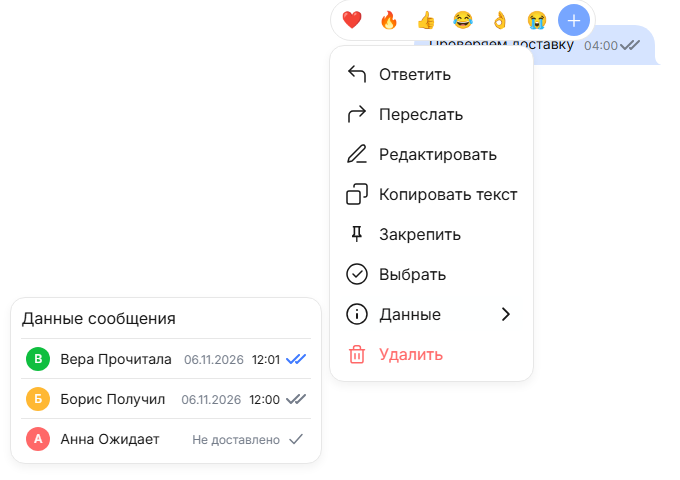 Проверяем доставку 04:00
Ответить
Переслать
Редактировать
Копировать текст
Закрепить
Выбрать
Данные
Удалить
Данные сообщения
В Вера Прочитала 06.11.2026 12:01
Б Борис Получил 06.11.2026 12:00
А Анна Ожидает Не доставлено